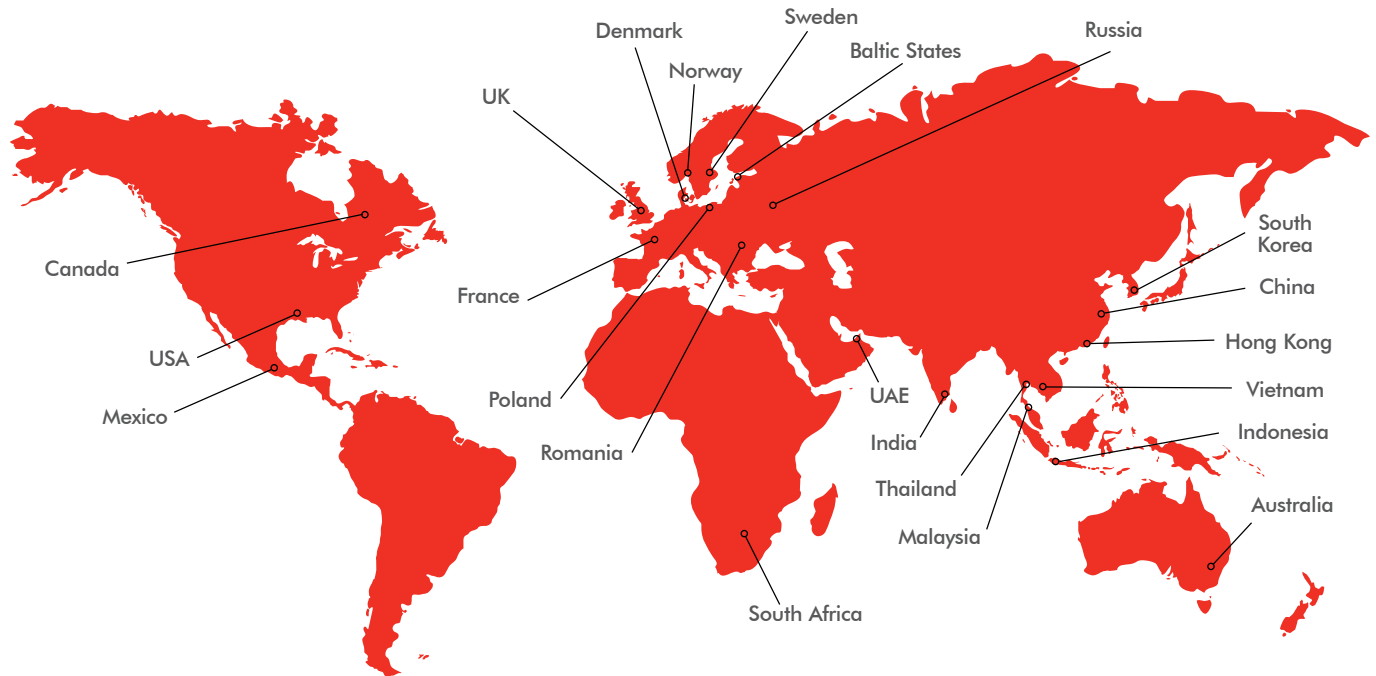 Sweden
Denmark
Russia
Baltic States
Norway
UK
South
Korea
Canada
China
France
Hong Kong
USA
Vietnam
UAE
Poland
Mexico
Indonesia
India
Romania
Thailand
Australia
Malaysia
South Africa